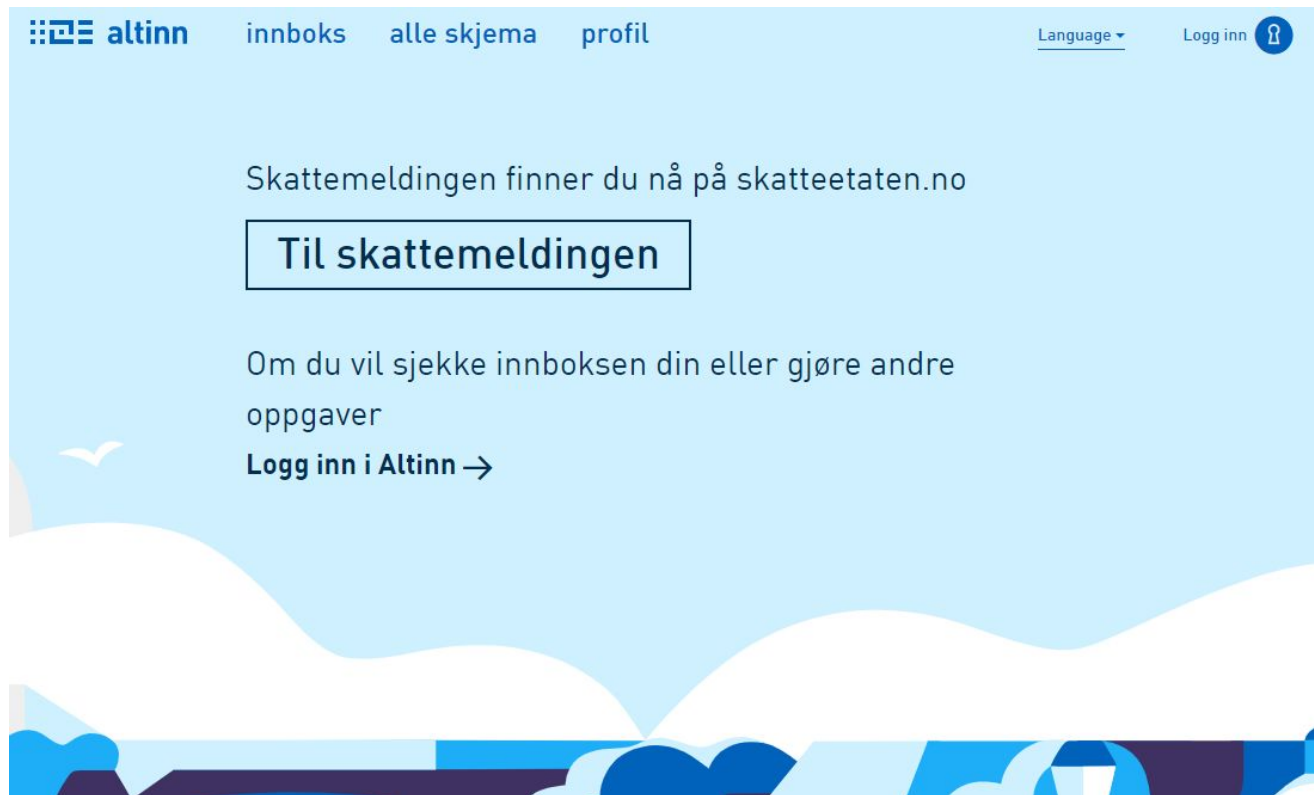 altinn innboks alle skjema profil Language Logg inn
Skattemeldingen finner du nå på skatteetaten.no
Til skattemeldingen
Om du vil sjekke innboksen din eller gjøre andre
oppgaver
Logg inn i Altinn →